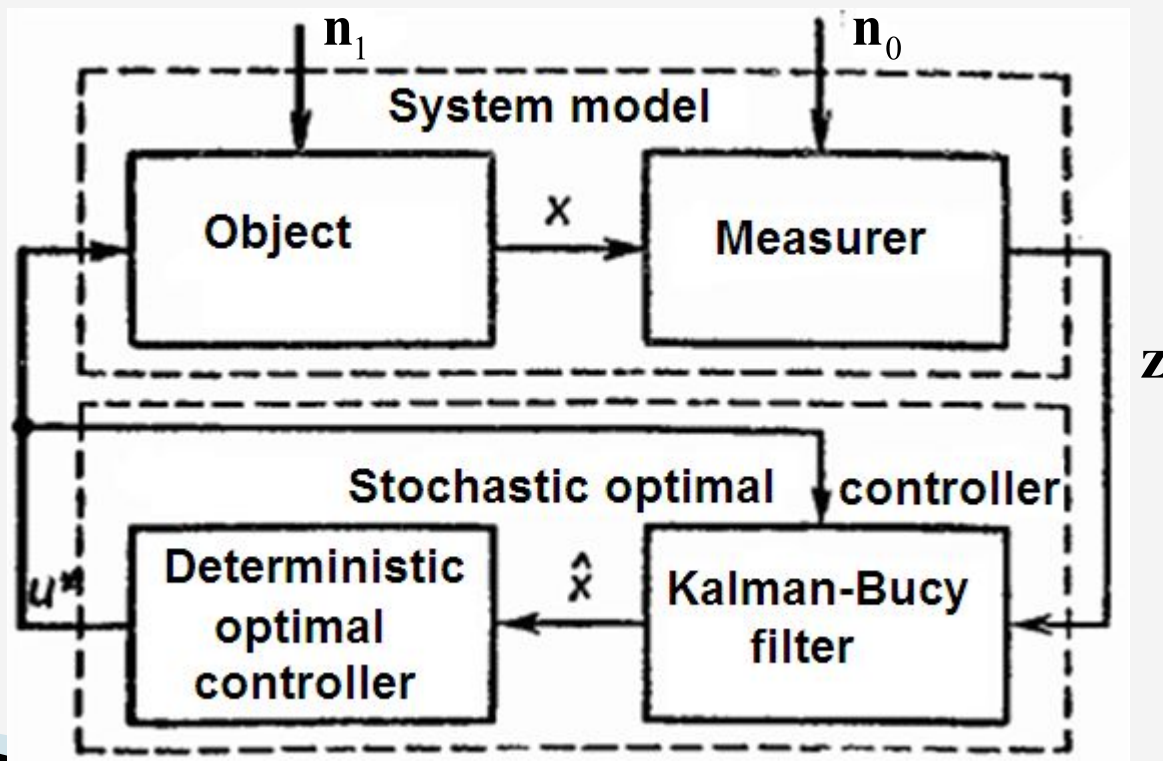 n₁
n₀
System model
Object
x
Measurer
z
Stochastic optimal controller
u*
Deterministic
optimal
controller
x̂
Kalman-Bucy
filter